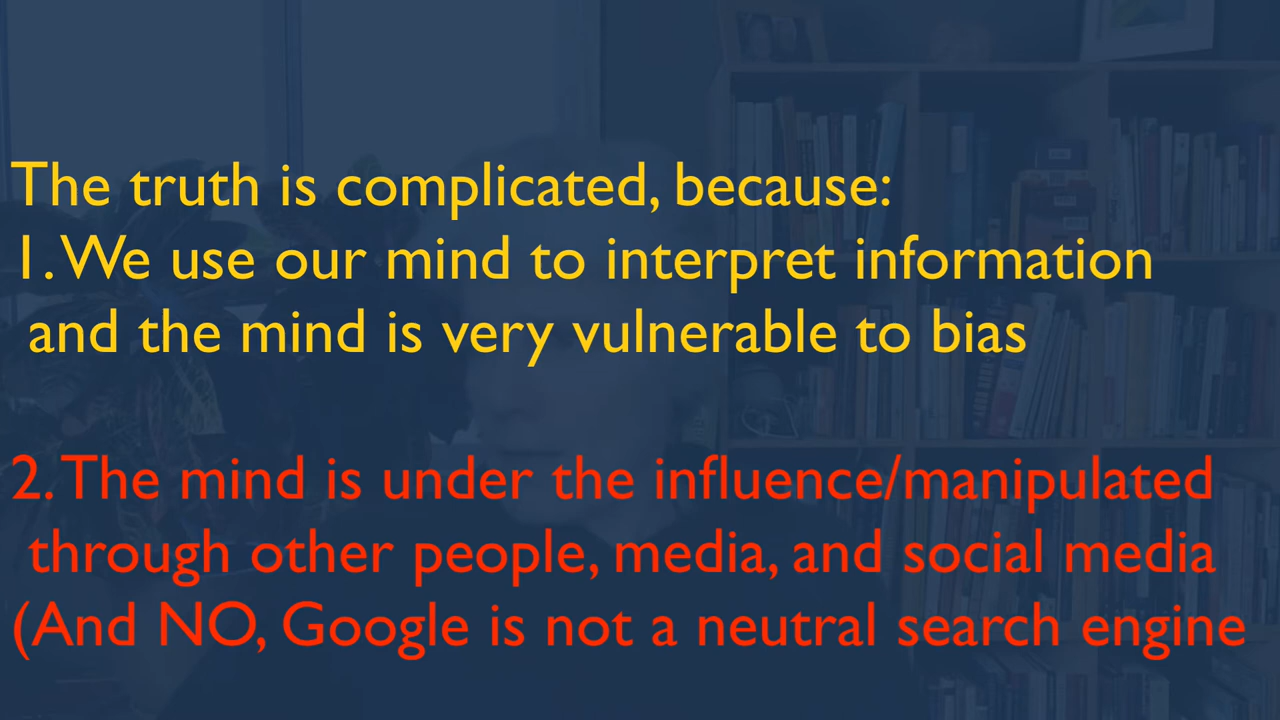 The truth is complicated, because:
1. We use our mind to interpret information
and the mind is very vulnerable to bias
2. The mind is under the influence/manipulated
through other people, media, and social media
(And NO, Google is not a neutral search engine